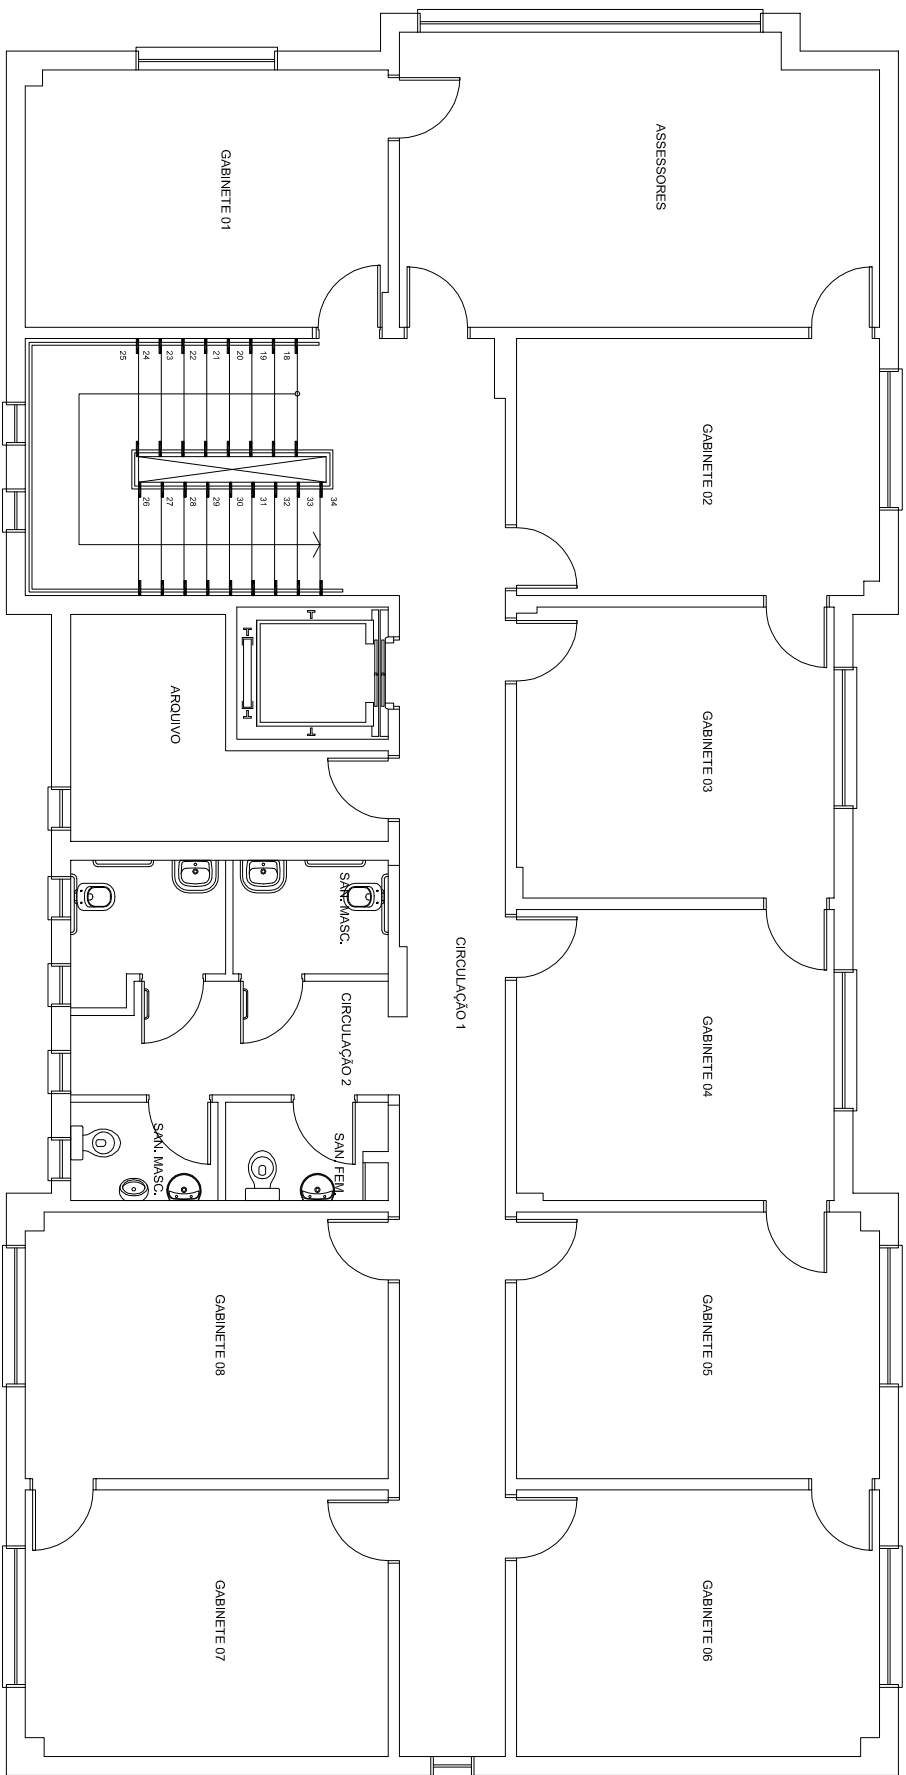 ASSESSORES
GABINETE 01
GABINETE 02
18
19
20
21
22
23
24
25
26
27
28
29
30
31
32
33
34
GABINETE 03
ARQUIVO
SAN. MASC.
CIRCULAÇÃO 1
CIRCULAÇÃO 2
GABINETE 04
SAN. MASC.
SAN. FEM.
GABINETE 05
GABINETE 08
GABINETE 06
GABINETE 07